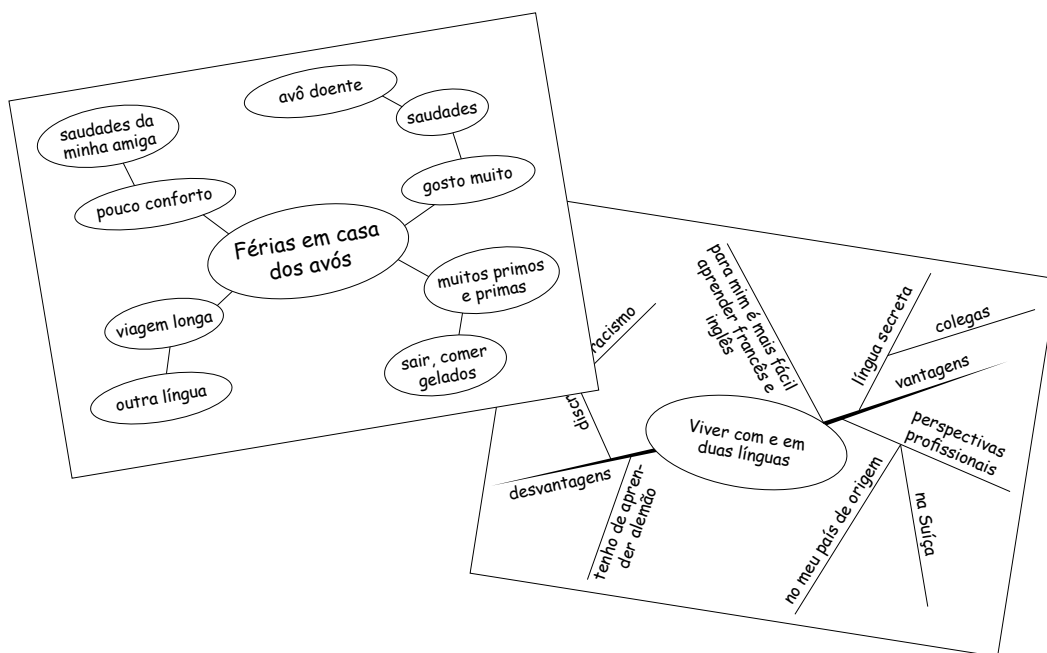 avô doente
saudades
gosto muito
saudades da
minha amiga
pouco conforto
Férias em casa
dos avós
muitos primos
e primas
sair, comer
gelados
viagem longa
outra língua
Viver com e em
duas línguas
para mim é mais fácil
aprender francês e
inglês
língua secreta
colegas
vantagens
perspectivas
profissionais
no meu país de origem
na Suíça
racismo
desvantagens
tenho de apren-
der alemão